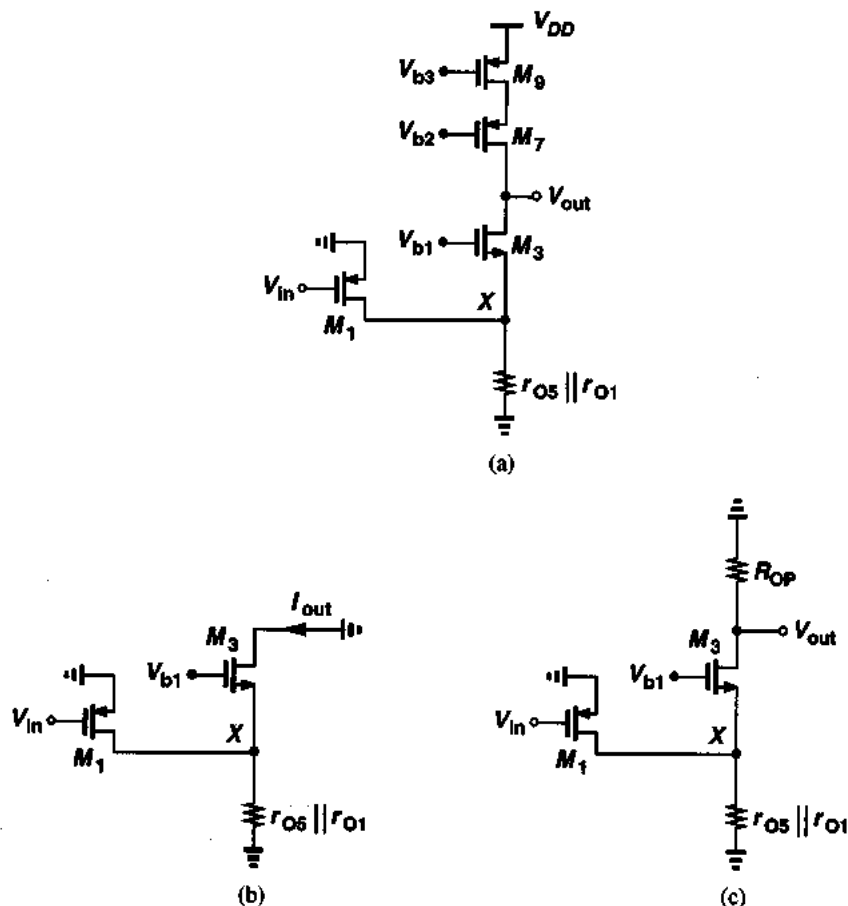 V_DD
V_b3 M_9
V_b2 M_7
V_out
V_b1 M_3
V_in M_1 X
r_O5 || r_O1
(a)
I_out
M_3
V_b1
V_in M_1 X
r_O5 || r_O1
(b)
R_OP
V_out
M_3
V_b1
V_in M_1 X
r_O5 || r_O1
(c)